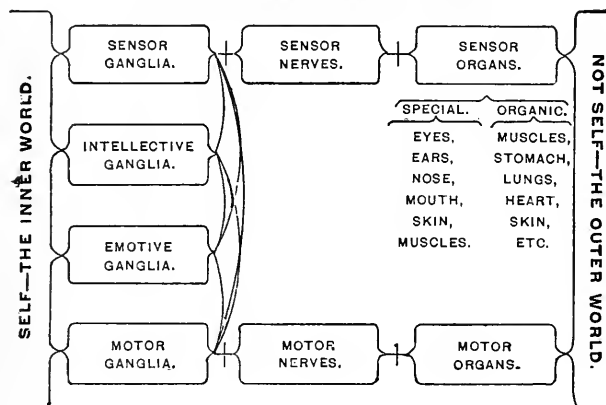 SELF—THE INNER WORLD.
SENSOR
GANGLIA.
SENSOR
NERVES.
SENSOR
ORGANS.
SPECIAL. ORGANIC.
EYES, MUSCLES,
EARS, STOMACH,
NOSE, LUNGS,
MOUTH, HEART,
SKIN, SKIN,
MUSCLES. ETC.
INTELLECTIVE
GANGLIA.
EMOTIVE
GANGLIA.
MOTOR
GANGLIA.
MOTOR
NERVES.
MOTOR
ORGANS.
NOT SELF—THE OUTER WORLD.